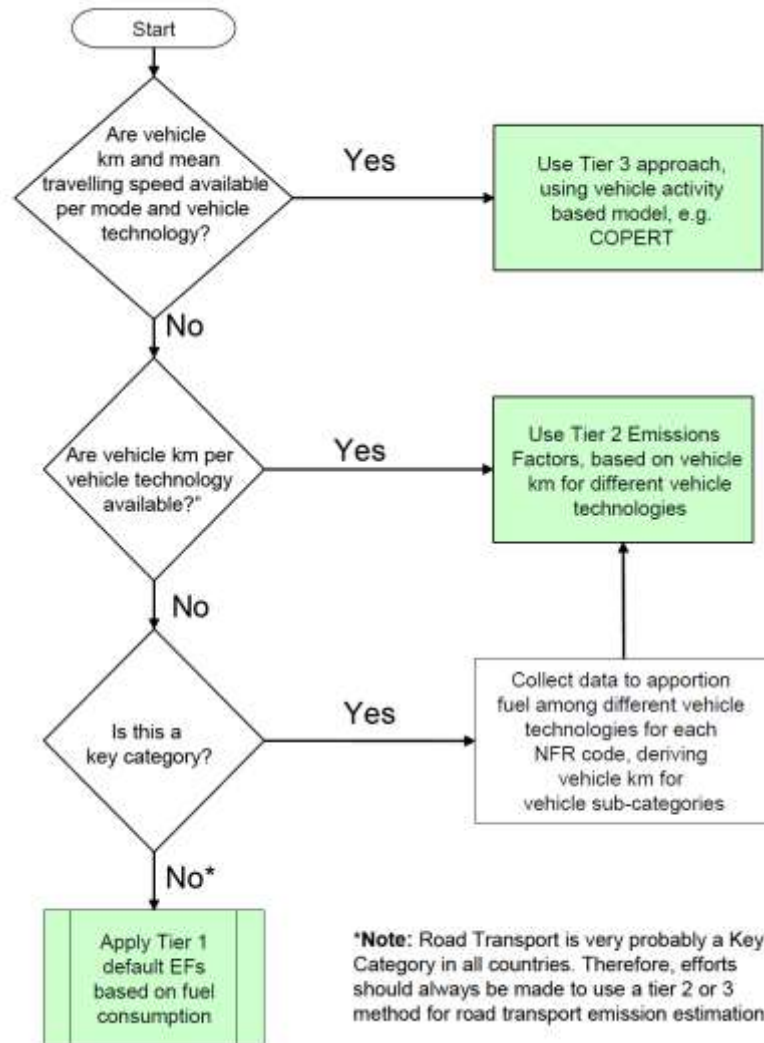 Start
Are vehicle
km and mean
travelling speed available
per mode and vehicle
technology?
Yes
Use Tier 3 approach,
using vehicle activity
based model, e.g.
COPERT
No
Are vehicle km per
vehicle technology
available?"
Yes
Use Tier 2 Emissions
Factors, based on vehicle
km for different vehicle
technologies
No
Is this a
key category?
Yes
Collect data to apportion
fuel among different vehicle
technologies for each
NFR code, deriving
vehicle km for
vehicle sub-categories
No*
Apply Tier 1
default EFs
based on fuel
consumption
*Note: Road Transport is very probably a Key
Category in all countries. Therefore, efforts
should always be made to use a tier 2 or 3
method for road transport emission estimation